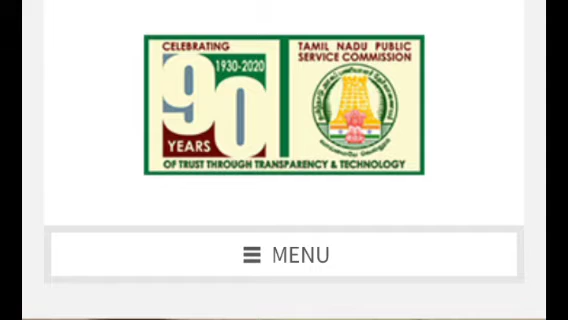 CELEBRATING
1930-2020
90
YEARS
TAMIL NADU PUBLIC
SERVICE COMMISSION
OF TRUST THROUGH TRANSPARENCY & TECHNOLOGY
MENU